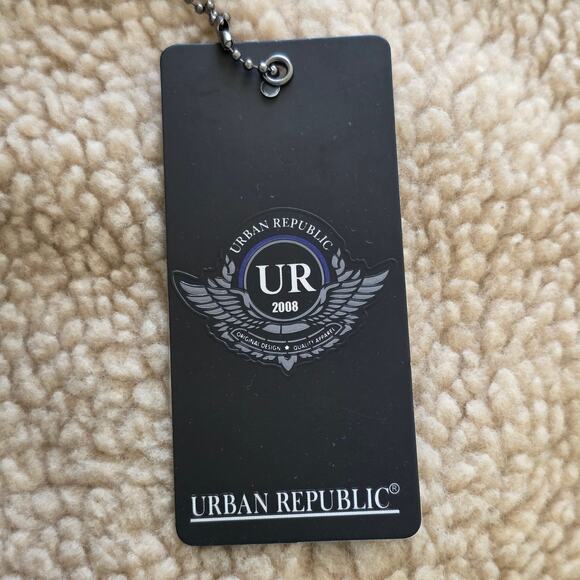 URBAN REPUBLIC
UR
2008
ORIGINAL DESIGN ★ QUALITY APPAREL
URBAN REPUBLIC®